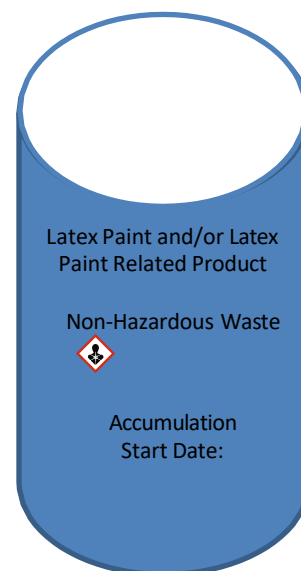 Latex Paint and/or Latex
Paint Related Product
Non-Hazardous Waste
Accumulation
Start Date: